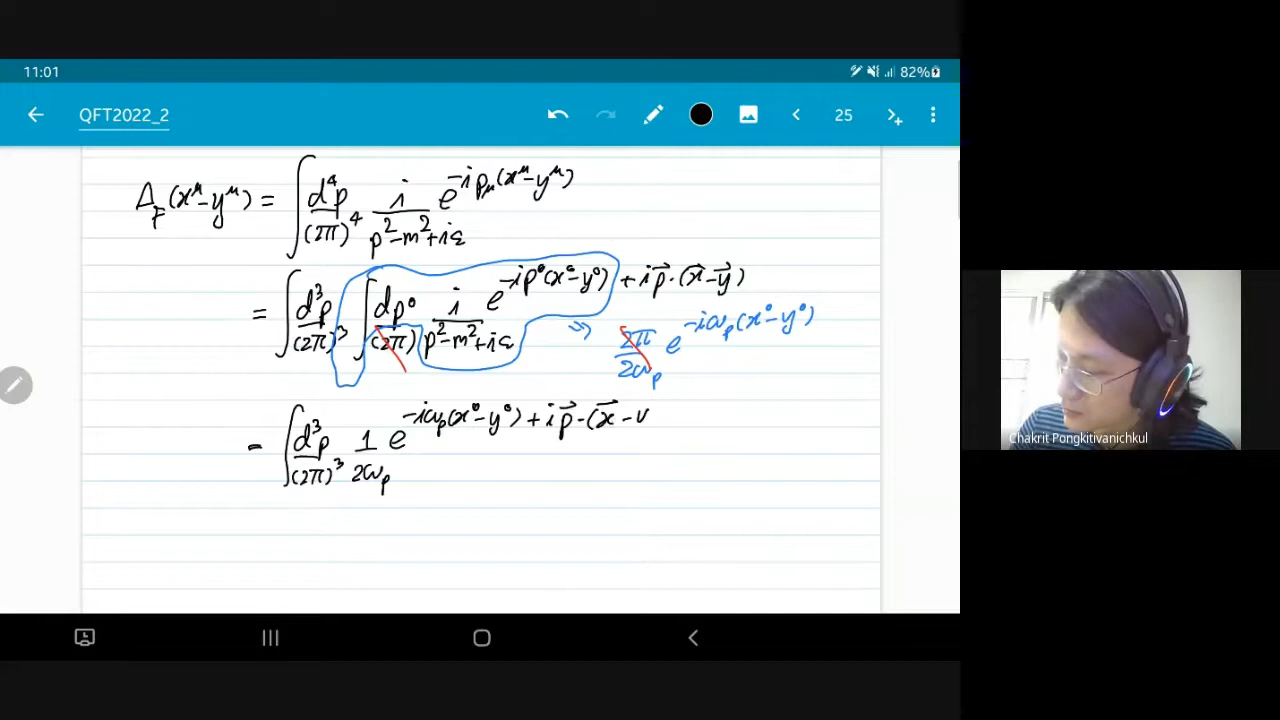 11:01 82%
QFT2022_2 25
Δ_F(x^μ-y^μ) = ∫ d^4p/(2π)^4 i/(p^2-m^2+iε) e^{-ip_μ(x^μ-y^μ)}
= ∫ d^3p/(2π)^3 ∫ dp^0/(2π) i/(p^2-m^2+iε) e^{-ip^0(x^0-y^0) + i\vec{p}·(\vec{x}-\vec{y})}
⇒ 2π/2ω_p e^{-iω_p(x^0-y^0)}
= ∫ d^3p/(2π)^3 1/2ω_p e^{-iω_p(x^0-y^0) + i\vec{p}·(\vec{x}-
Chakrit Pongkitivanichkul